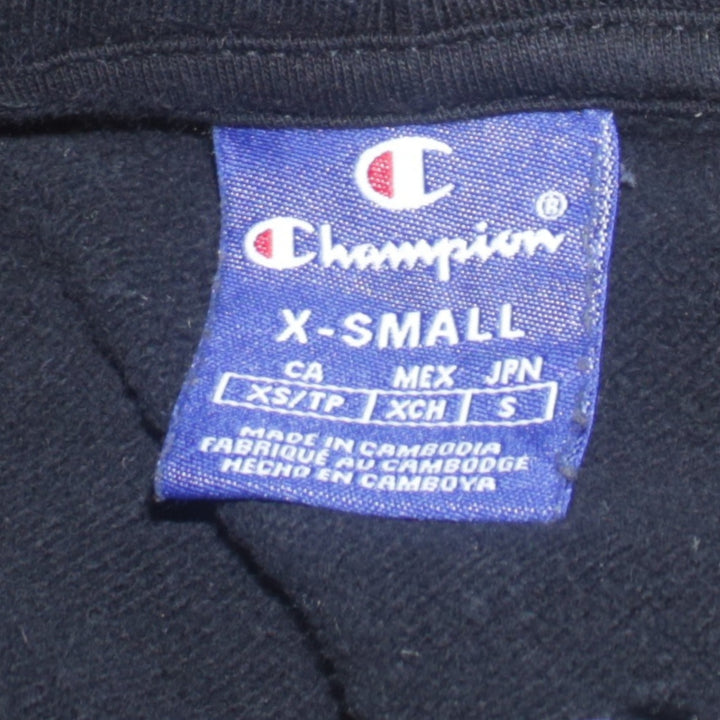 Champion®
X-SMALL
CA MEX JPN
XS/TP XCH S
MADE IN CAMBODIA
FABRIQUÉ AU CAMBODGE
HECHO EN CAMBOYA